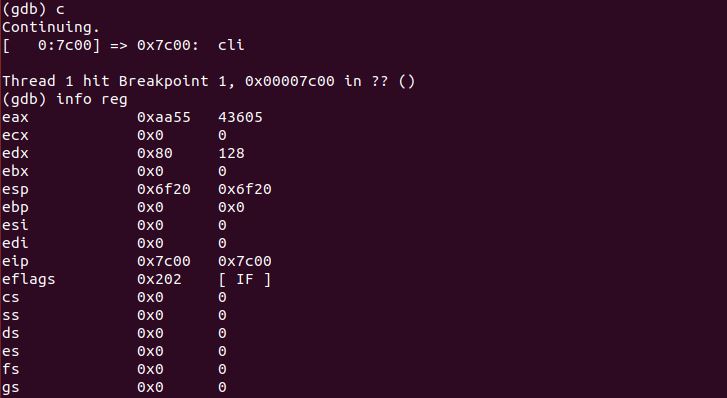 (gdb) c
Continuing.
[   0:7c00] => 0x7c00:  cli

Thread 1 hit Breakpoint 1, 0x00007c00 in ?? ()
(gdb) info reg
eax            0xaa55   43605
ecx            0x0      0
edx            0x80     128
ebx            0x0      0
esp            0x6f20   0x6f20
ebp            0x0      0x0
esi            0x0      0
edi            0x0      0
eip            0x7c00   0x7c00
eflags         0x202    [ IF ]
cs             0x0      0
ss             0x0      0
ds             0x0      0
es             0x0      0
fs             0x0      0
gs             0x0      0